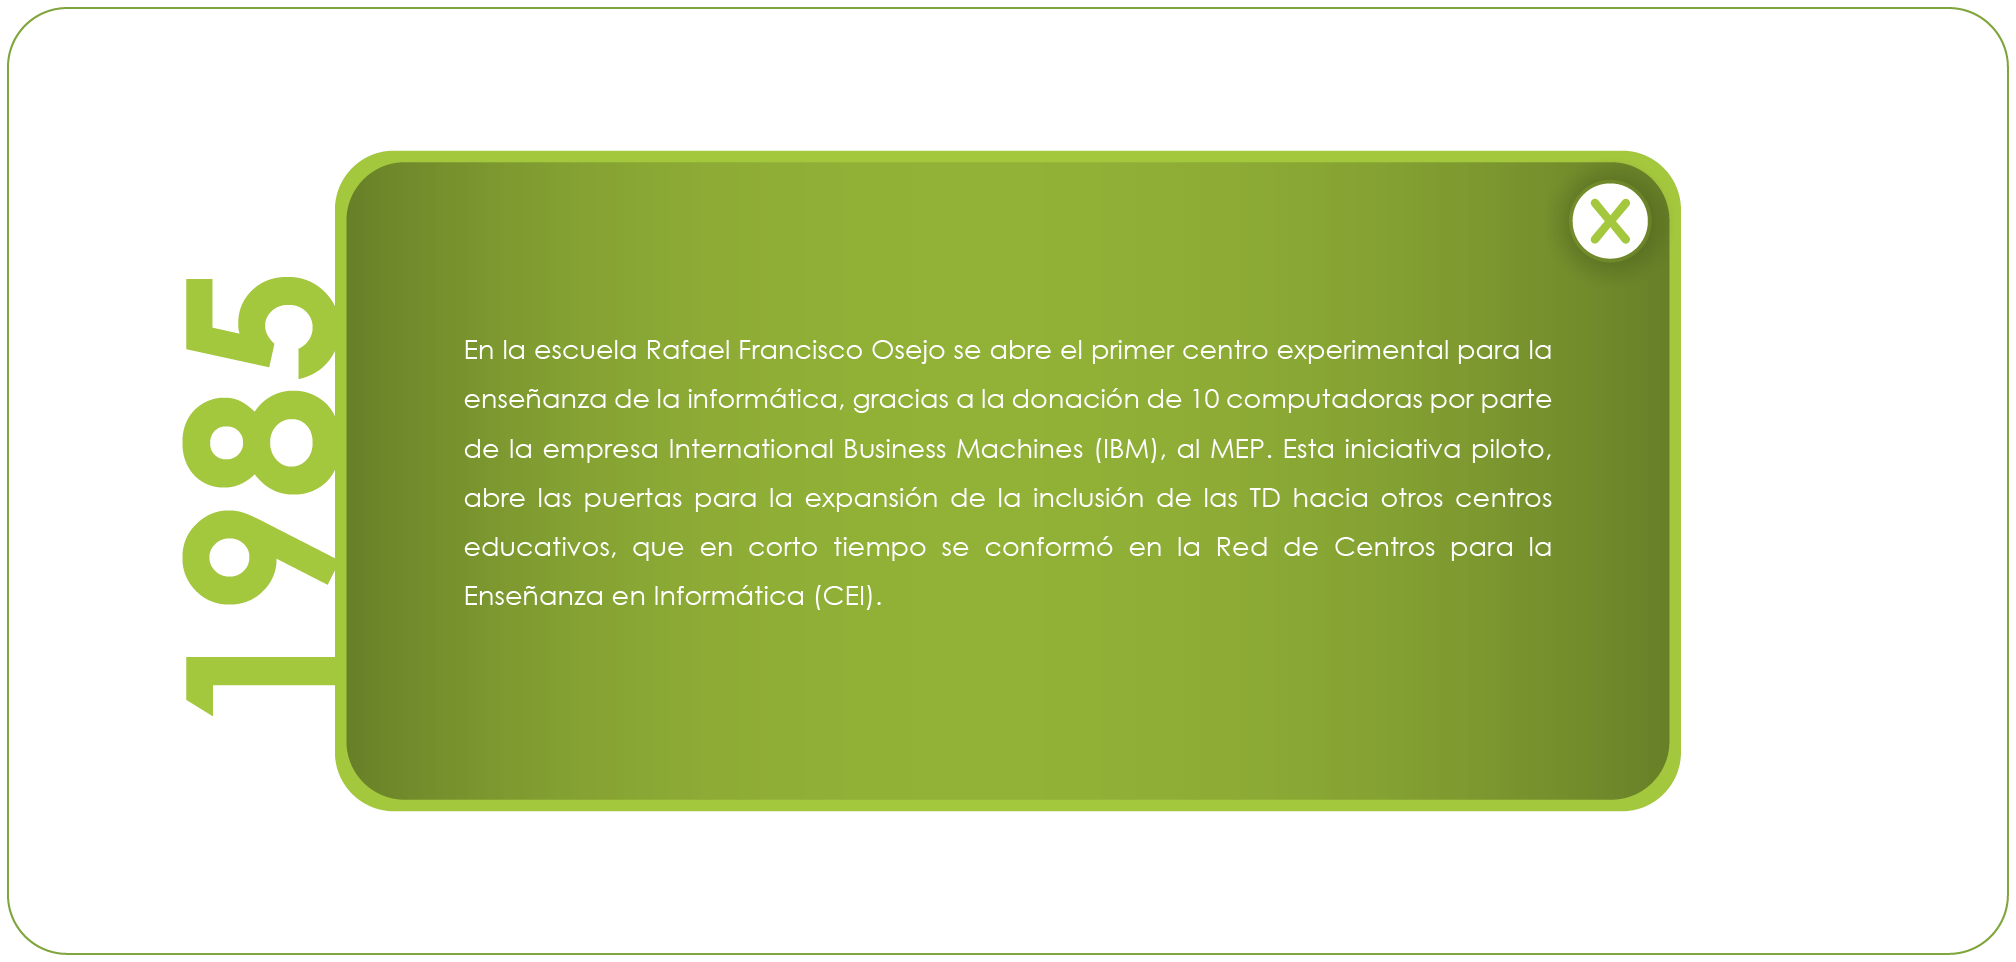 1985
X
En la escuela Rafael Francisco Osejo se abre el primer centro experimental para la
enseñanza de la informática, gracias a la donación de 10 computadoras por parte
de la empresa International Business Machines (IBM), al MEP. Esta iniciativa piloto,
abre las puertas para la expansión de la inclusión de las TD hacia otros centros
educativos, que en corto tiempo se conformó en la Red de Centros para la
Enseñanza en Informática (CEI).